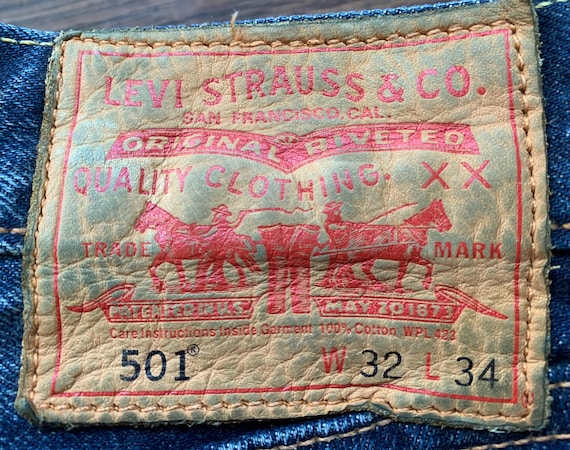 LEVI STRAUSS & CO.
SAN FRANCISCO, CAL.
ORIGINAL RIVETED
QUALITY CLOTHING. XX
TRADE MARK
MAY 20 1873
Care Instructions Inside Garment 100% Cotton WPL 423
501® W 32 L 34